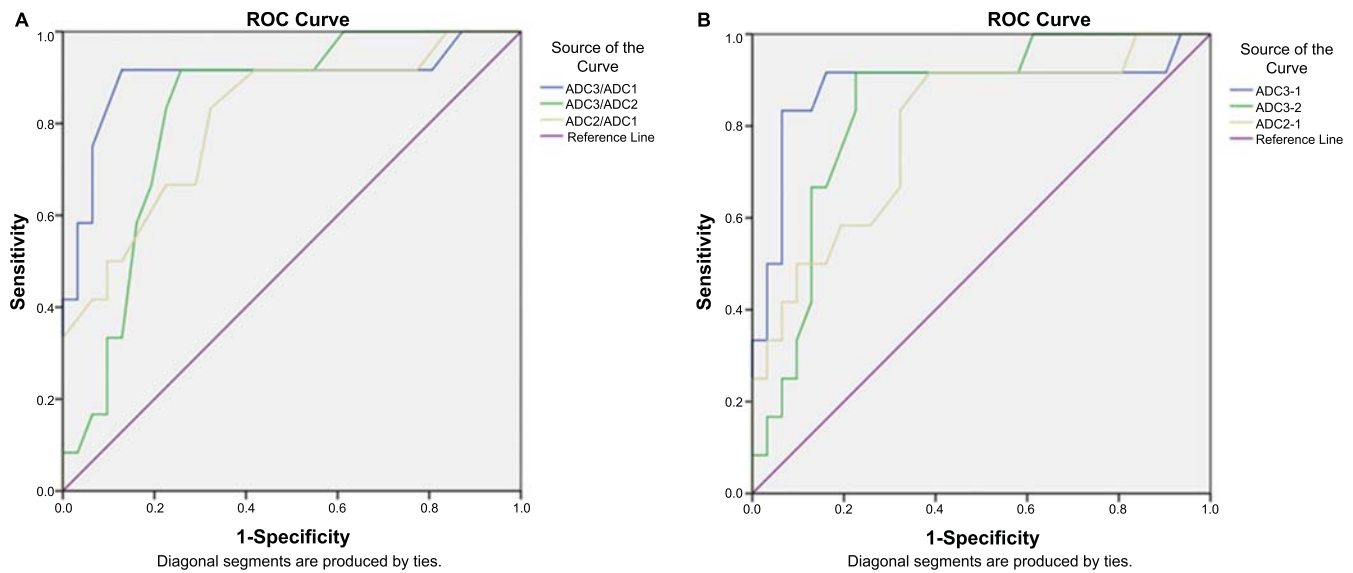 A
ROC Curve
1.0
0.8
0.6
0.4
0.2
0.0
Sensitivity
0.0 0.2 0.4 0.6 0.8 1.0
1-Specificity
Diagonal segments are produced by ties.
Source of the
Curve
ADC3/ADC1
ADC3/ADC2
ADC2/ADC1
Reference Line
B
ROC Curve
1.0
0.8
0.6
0.4
0.2
0.0
Sensitivity
0.0 0.2 0.4 0.6 0.8 1.0
1-Specificity
Diagonal segments are produced by ties.
Source of the
Curve
ADC3-1
ADC3-2
ADC2-1
Reference Line